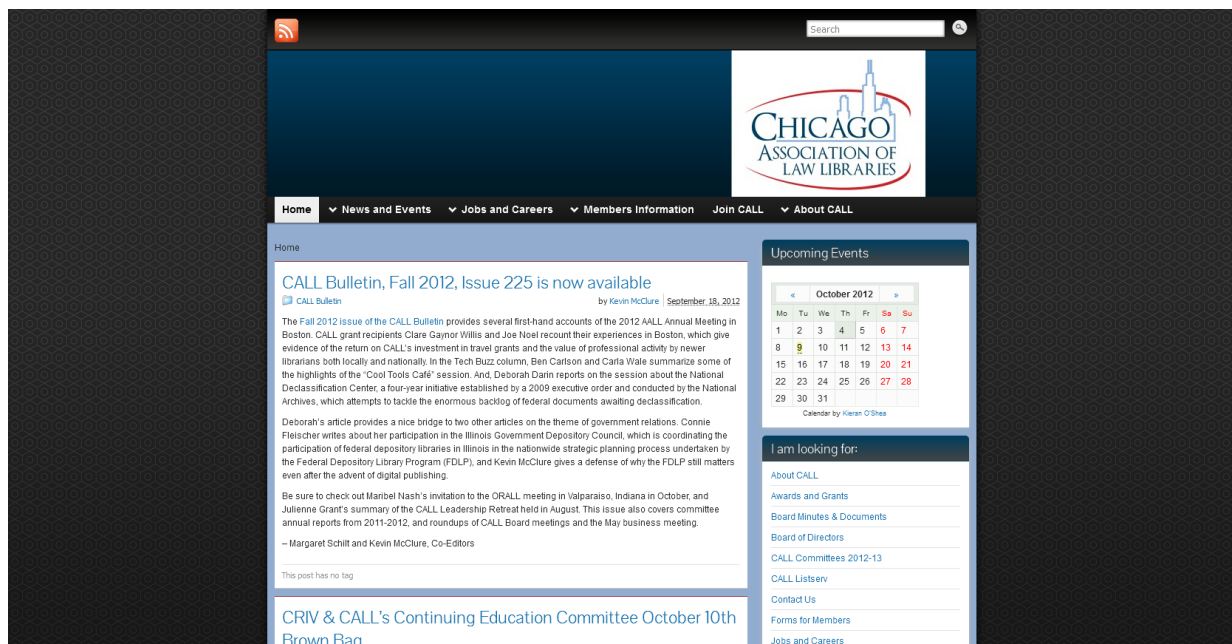 Search
CHICAGO
ASSOCIATION OF
LAW LIBRARIES
Home News and Events Jobs and Careers Members Information Join CALL About CALL
Home
CALL Bulletin, Fall 2012, Issue 225 is now available
CALL Bulletin by Kevin McClure September 18, 2012
The Fall 2012 issue of the CALL Bulletin provides several first-hand accounts of the 2012 AALL Annual Meeting in
Boston. CALL grant recipients Clare Gaynor Willis and Joe Noel recount their experiences in Boston, which give
evidence of the return on CALL's investment in travel grants and the value of professional activity by newer
librarians both locally and nationally. In the Tech Buzz column, Ben Carlson and Carla Wale summarize some of
the highlights of the “Cool Tools Café” session. And, Deborah Darin reports on the session about the National
Declassification Center, a four-year initiative established by a 2009 executive order and conducted by the National
Archives, which attempts to tackle the enormous backlog of federal documents awaiting declassification.
Deborah's article provides a nice bridge to two other articles on the theme of government relations. Connie
Fleischer writes about her participation in the Illinois Government Depository Council, which is coordinating the
participation of federal depository libraries in Illinois in the nationwide strategic planning process undertaken by
the Federal Depository Library Program (FDLP), and Kevin McClure gives a defense of why the FDLP still matters
even after the advent of digital publishing.
Be sure to check out Maribel Nash's invitation to the ORALL meeting in Valparaiso, Indiana in October, and
Julienne Grant's summary of the CALL Leadership Retreat held in August. This issue also covers committee
annual reports from 2011-2012, and roundups of CALL Board meetings and the May business meeting.
– Margaret Schilt and Kevin McClure, Co-Editors
This post has no tag
CRIV & CALL's Continuing Education Committee October 10th
Brown Bag
Upcoming Events
« October 2012 »
Mo Tu We Th Fr Sa Su
1 2 3 4 5 6 7
8 9 10 11 12 13 14
15 16 17 18 19 20 21
22 23 24 25 26 27 28
29 30 31
Calendar by Kieran O'Shea
I am looking for:
About CALL
Awards and Grants
Board Minutes & Documents
Board of Directors
CALL Committees 2012-13
CALL Listserv
Contact Us
Forms for Members
Jobs and Careers